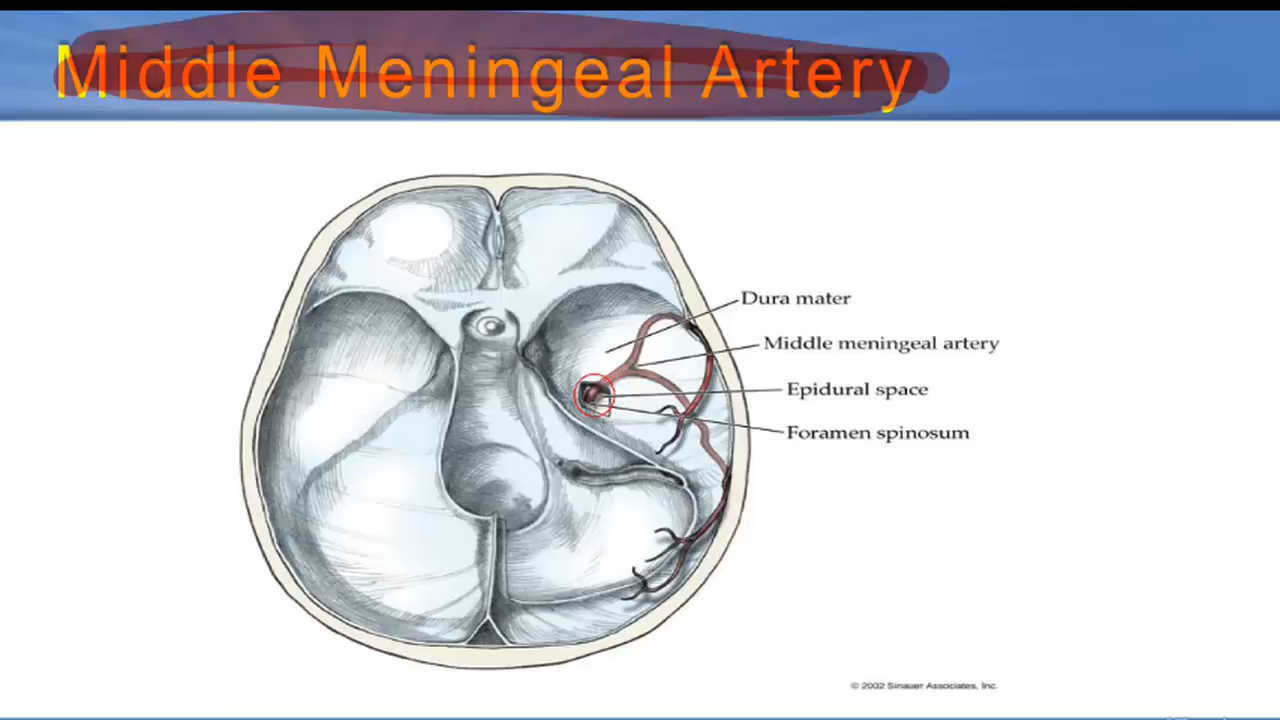 Middle Meningeal Artery
Dura mater
Middle meningeal artery
Epidural space
Foramen spinosum
© 2002 Sinauer Associates, Inc.